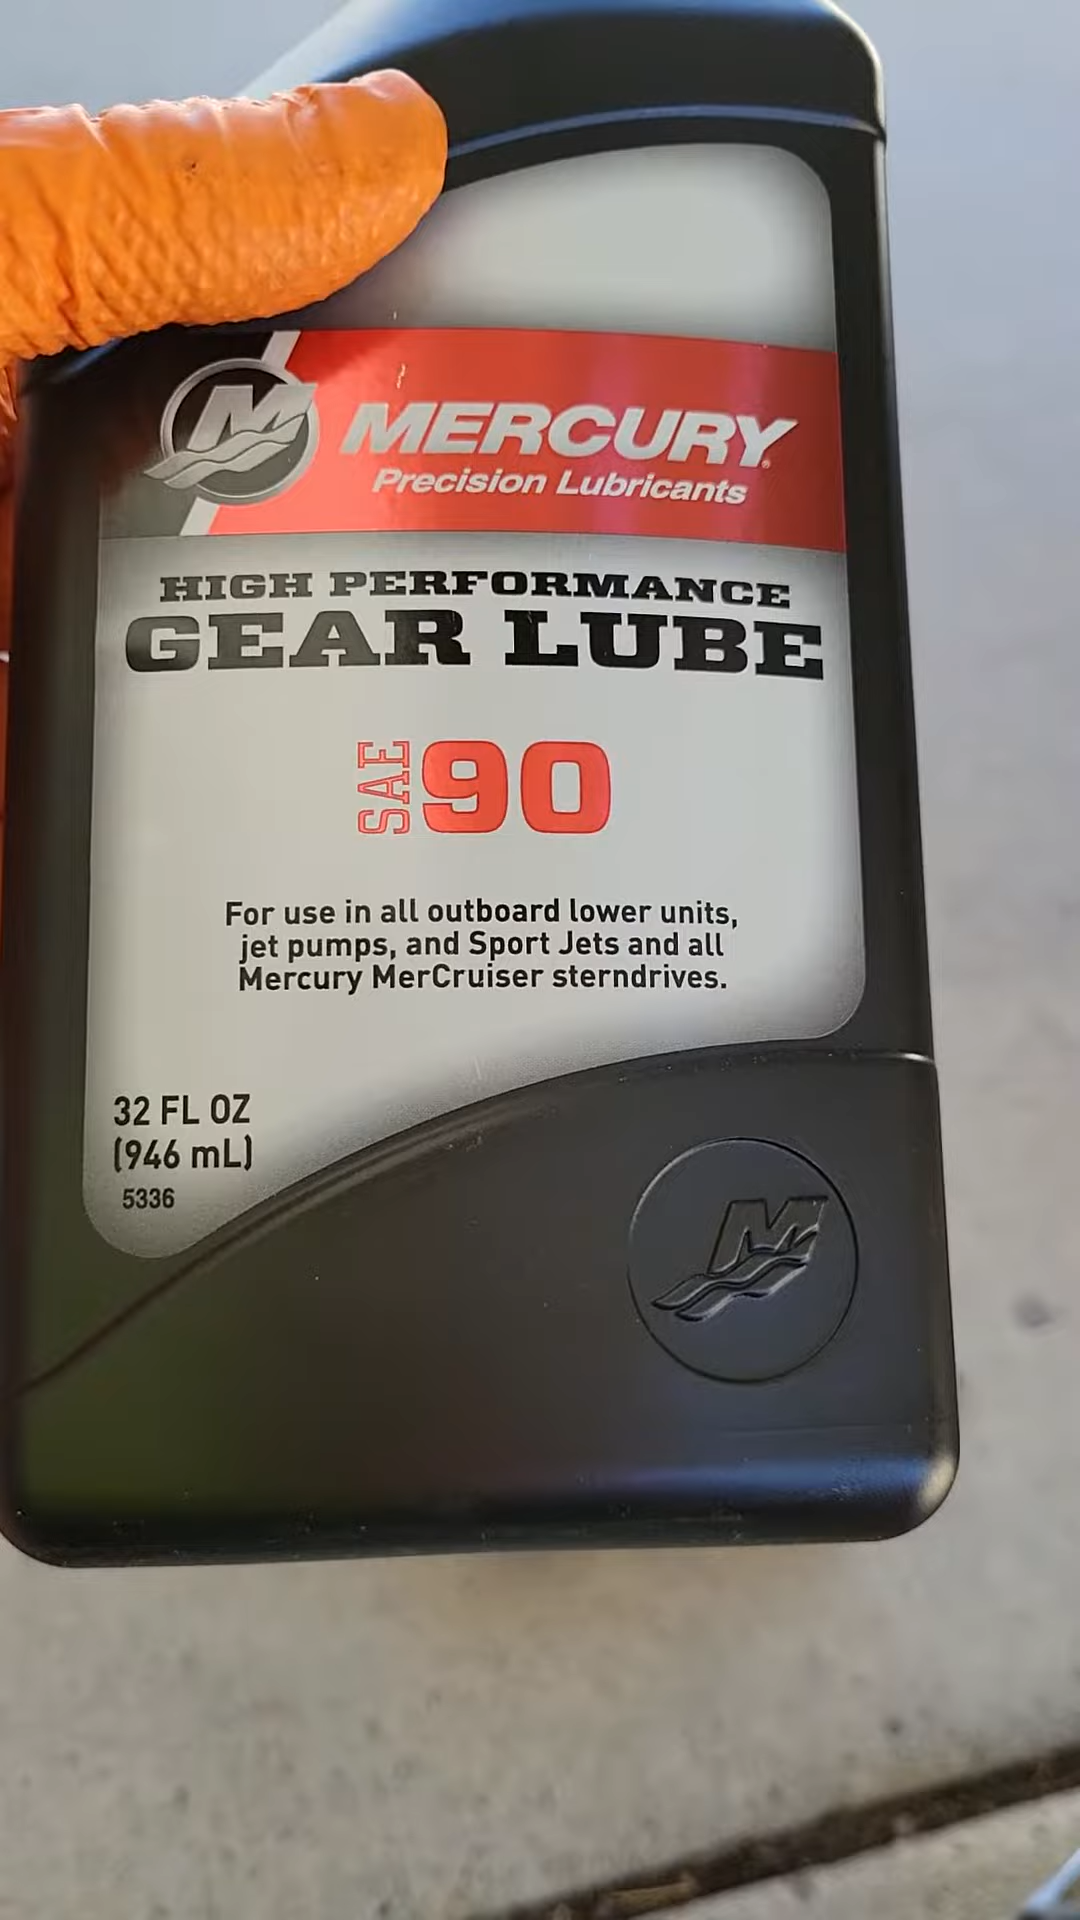 MERCURY
Precision Lubricants
HIGH PERFORMANCE
GEAR LUBE
SAE 90
For use in all outboard lower units,
jet pumps, and Sport Jets and all
Mercury MerCruiser sterndrives.
32 FL OZ
(946 mL)
5336